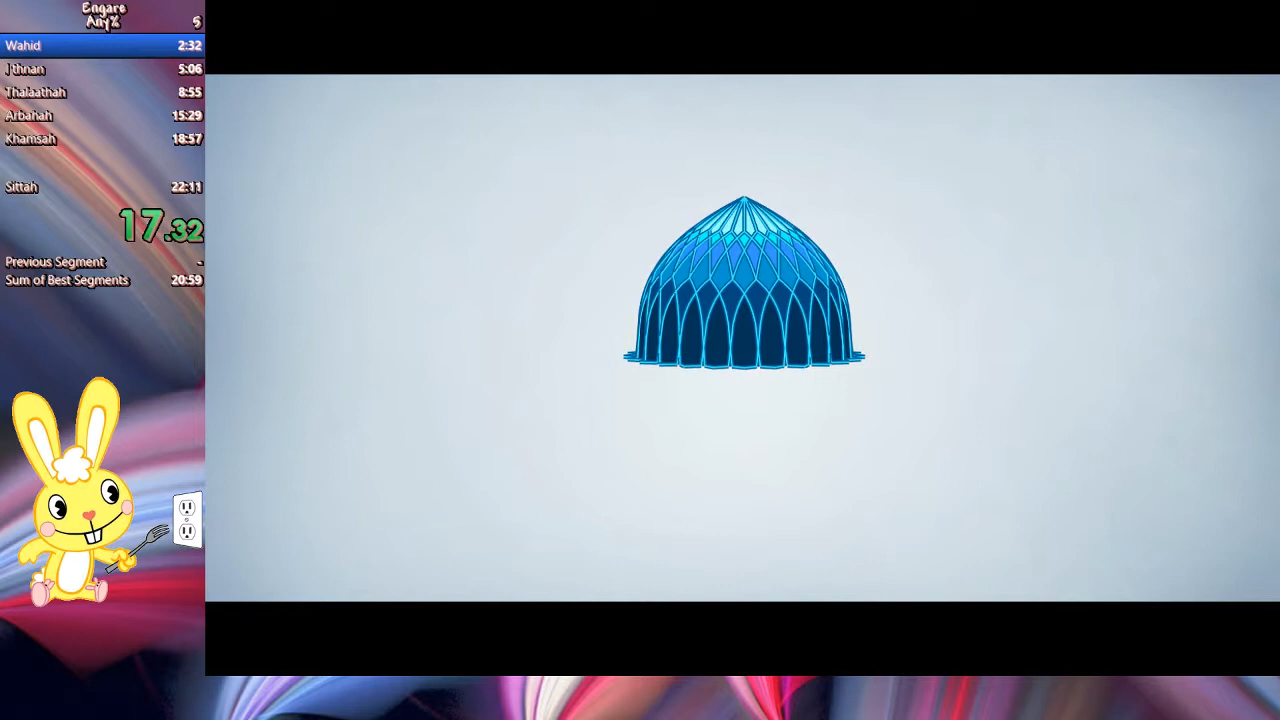 Engare
Any% 5
Wahid 2:32
I'thnan 5:06
Thalaathah 8:55
Arbahah 15:29
Khamsah 18:57
Sittah 22:11
17.32
Previous Segment -
Sum of Best Segments 20:59